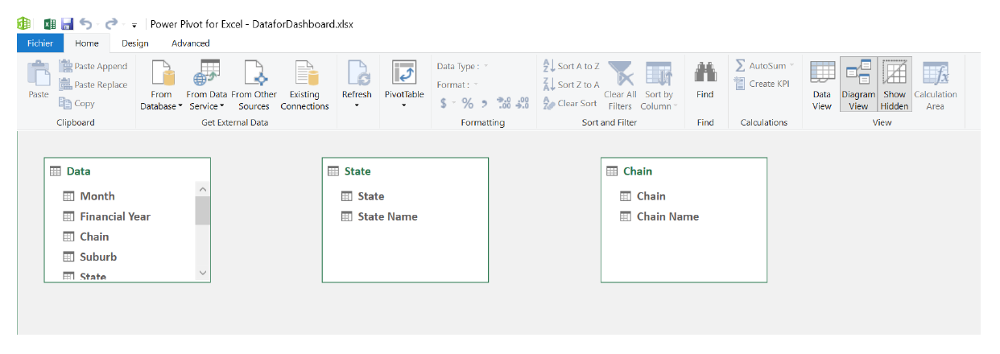 Power Pivot for Excel - DataforDashboard.xlsx
Fichier Home Design Advanced
Paste
Paste Append
Paste Replace
Copy
Clipboard
From Database
From Data Service
From Other Sources
Existing Connections
Get External Data
Refresh
PivotTable
Data Type :
Format :
$ % , .0 .00 .00 .0
Formatting
Sort A to Z
Sort Z to A
Clear Sort
Clear All Filters
Sort by Column
Sort and Filter
Find
Find
AutoSum
Create KPI
Calculations
Data View
Diagram View
Show Hidden
Calculation Area
View
Data
Month
Financial Year
Chain
Suburb
State
State
State
State Name
Chain
Chain
Chain Name